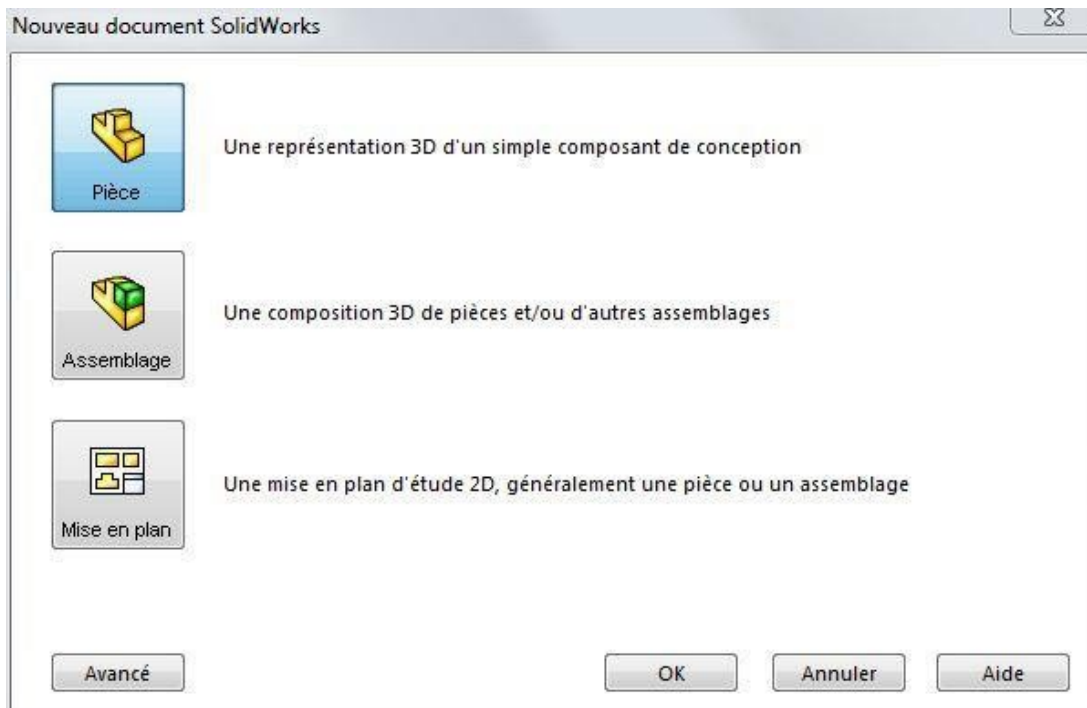 Nouveau document SolidWorks
Pièce
Une représentation 3D d'un simple composant de conception
Assemblage
Une composition 3D de pièces et/ou d'autres assemblages
Mise en plan
Une mise en plan d'étude 2D, généralement une pièce ou un assemblage
Avancé
OK
Annuler
Aide